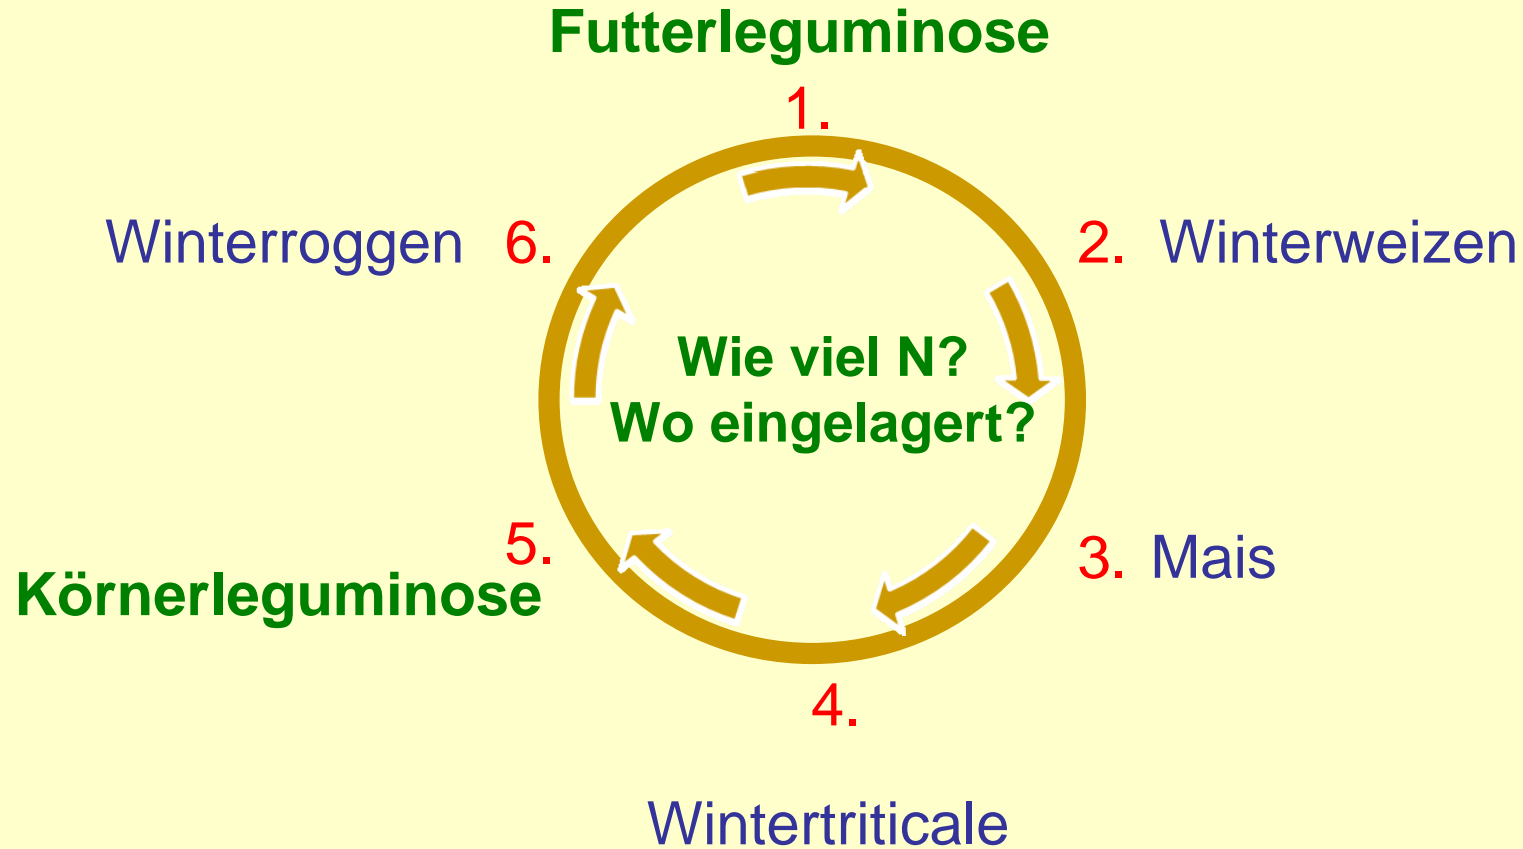 Futterleguminose
1.
Winterroggen 6.
2. Winterweizen
Wie viel N?
Wo eingelagert?
5.
Körnerleguminose
3. Mais
4.
Wintertriticale